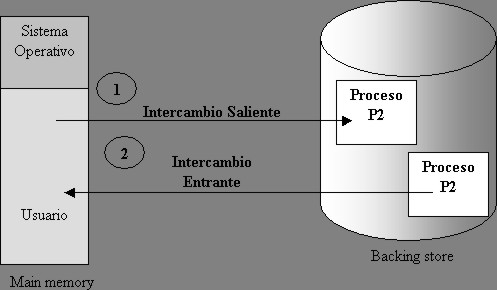 Sistema
Operativo
1
Intercambio Saliente
Proceso
P2
2
Intercambio
Entrante
Proceso
P2
Usuario
Main memory
Backing store